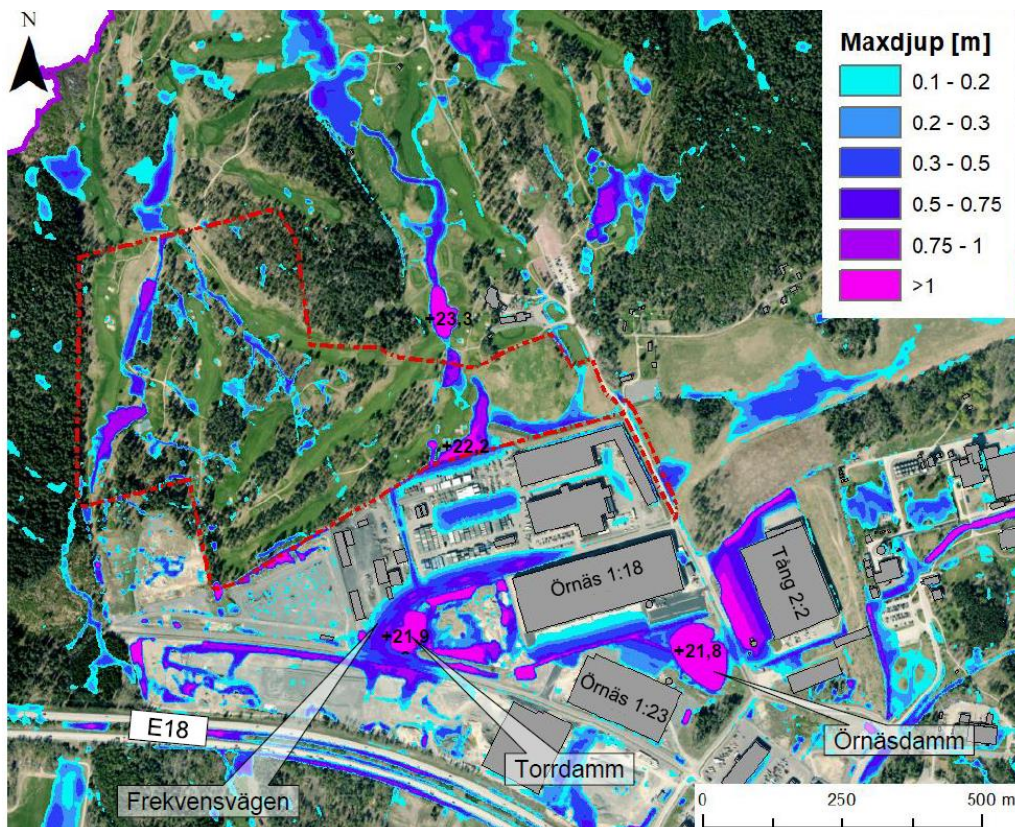 N
Maxdjup [m]
0.1 - 0.2
0.2 - 0.3
0.3 - 0.5
0.5 - 0.75
0.75 - 1
>1
+23,3
+22,2
Örnäs 1:18
Tång 2:2
+21,9
+21,8
Örnäs 1:23
E18
Örnäsdamm
Torrdamm
Frekvensvägen
0 250 500 m